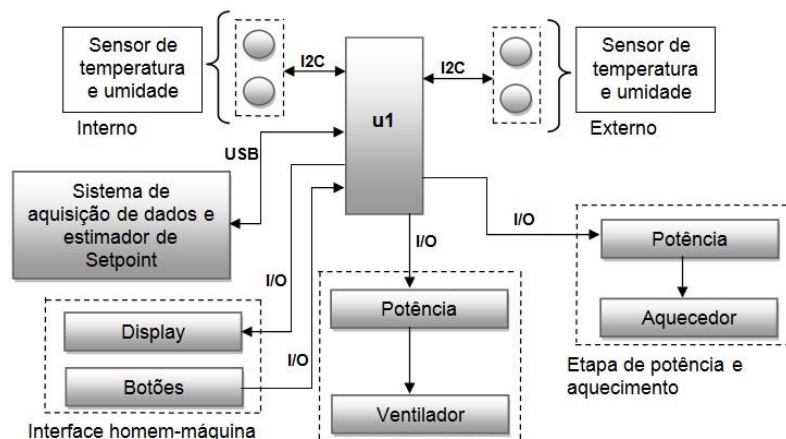 Sensor de
temperatura
e umidade
Interno
I2C
u1
I2C
Sensor de
temperatura
e umidade
Externo
USB
Sistema de
aquisição de dados e
estimador de
Setpoint
I/O
Display
I/O
Botões
Interface homem-máquina
I/O
Potência
Ventilador
I/O
Potência
Aquecedor
Etapa de potência e
aquecimento